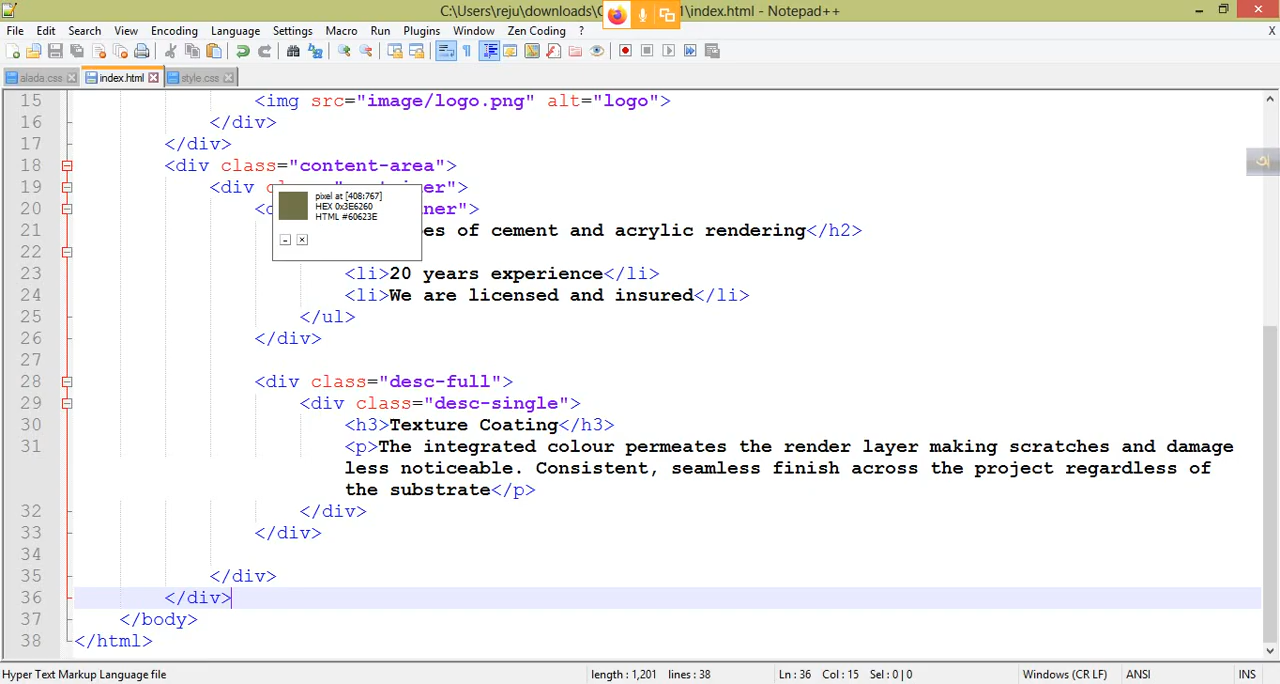 C:\Users\reju\downloads\C 1\index.html - Notepad++
File Edit Search View Encoding Language Settings Macro Run Plugins Window Zen Coding ? X
alada.css index.html style.css
15 <img src="image/logo.png" alt="logo">
16 </div>
17 </div>
18 <div class="content-area">
19 <div er">
20 ner">
21 es of cement and acrylic rendering</h2>
22
23 <li>20 years experience</li>
24 <li>We are licensed and insured</li>
25 </ul>
26 </div>
27
28 <div class="desc-full">
29 <div class="desc-single">
30 <h3>Texture Coating</h3>
31 <p>The integrated colour permeates the render layer making scratches and damage
less noticeable. Consistent, seamless finish across the project regardless of
the substrate</p>
32 </div>
33 </div>
34
35 </div>
36 </div>
37 </body>
38 </html>
pixel at [408:767]
HEX 0x3E6260
HTML #60623E
অ
Hyper Text Markup Language file length : 1,201 lines : 38 Ln : 36 Col : 15 Sel : 0 | 0 Windows (CR LF) ANSI INS